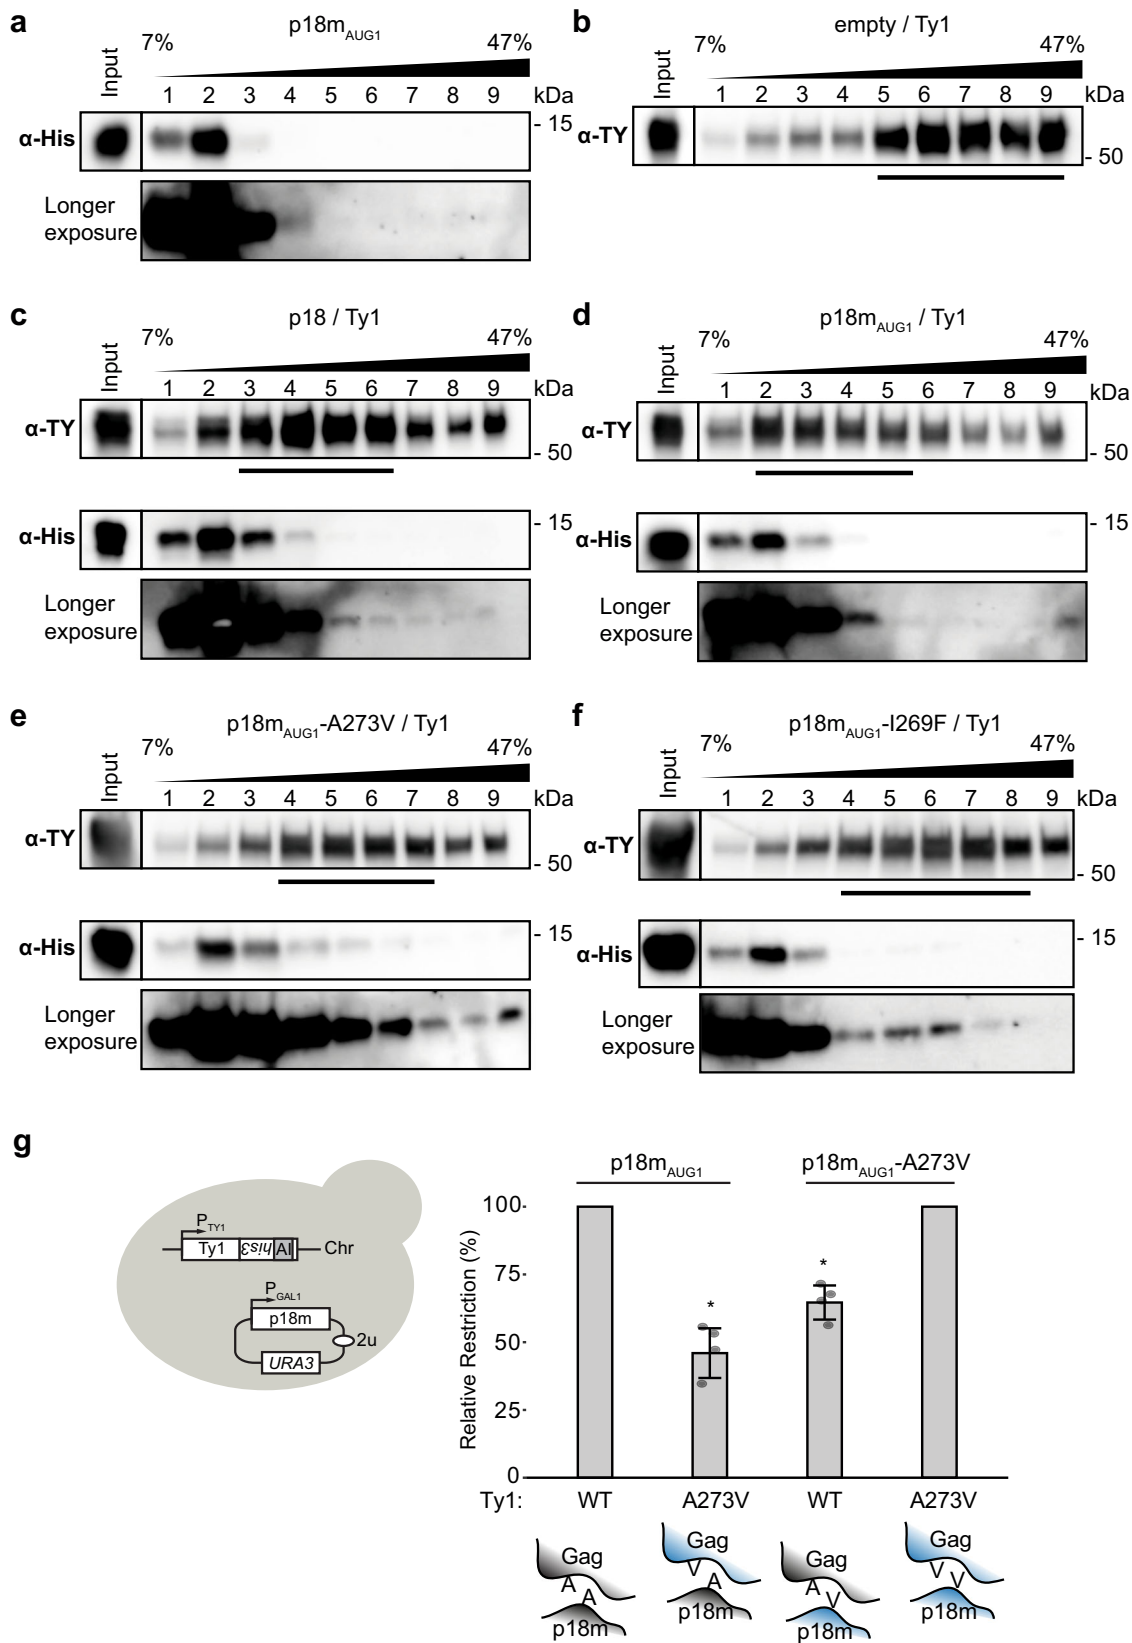 a
p18mAUG1
7% 47%
Input 1 2 3 4 5 6 7 8 9 kDa
α-His - 15
Longer
exposure
b
empty / Ty1
7% 47%
Input 1 2 3 4 5 6 7 8 9 kDa
α-TY - 50
c
p18 / Ty1
7% 47%
Input 1 2 3 4 5 6 7 8 9 kDa
α-TY - 50
α-His - 15
Longer
exposure
d
p18mAUG1 / Ty1
7% 47%
Input 1 2 3 4 5 6 7 8 9 kDa
α-TY - 50
α-His - 15
Longer
exposure
e
p18mAUG1-A273V / Ty1
7% 47%
Input 1 2 3 4 5 6 7 8 9 kDa
α-TY - 50
α-His - 15
Longer
exposure
f
p18mAUG1-I269F / Ty1
7% 47%
Input 1 2 3 4 5 6 7 8 9 kDa
α-TY - 50
α-His - 15
Longer
exposure
g
PTY1
Ty1 his3 AI Chr
PGAL1
p18m
2u
URA3
p18mAUG1 p18mAUG1-A273V
Relative Restriction (%)
100
75
50
25
0
* *
Ty1: WT A273V WT A273V
Gag Gag Gag Gag
A V A V
A A V V
p18m p18m p18m p18m